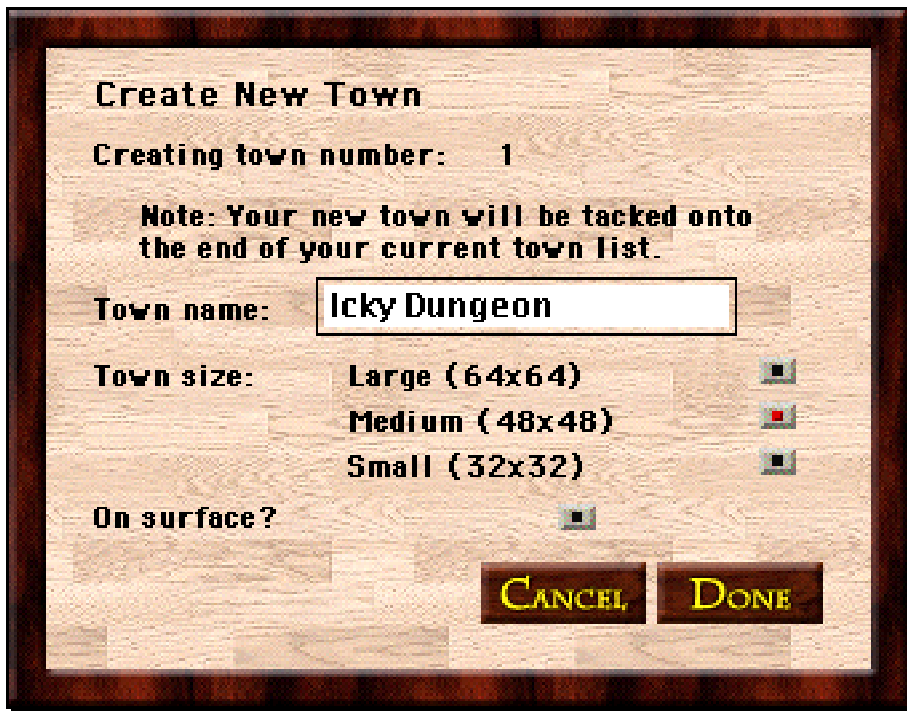 Create New Town
Creating town number: 1
Note: Your new town will be tacked onto
the end of your current town list.
Town name: Icky Dungeon
Town size: Large (64x64)
Medium (48x48)
Small (32x32)
On surface?
CANCEL DONE